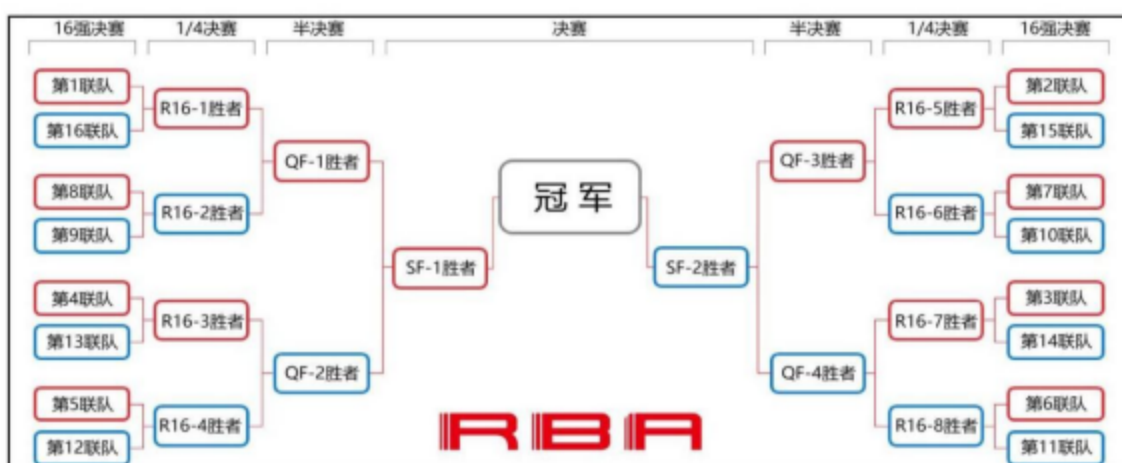 16强决赛 1/4决赛 半决赛 决赛 半决赛 1/4决赛 16强决赛
第1联队 第2联队
R16-1胜者 R16-5胜者
第16联队 第15联队
QF-1胜者 QF-3胜者
第8联队 第7联队
冠军
R16-2胜者 R16-6胜者
第9联队 第10联队
SF-1胜者 SF-2胜者
第4联队 第3联队
R16-3胜者 R16-7胜者
第13联队 第14联队
QF-2胜者 QF-4胜者
第5联队 第6联队
R16-4胜者 R16-8胜者
RBA
第12联队 第11联队